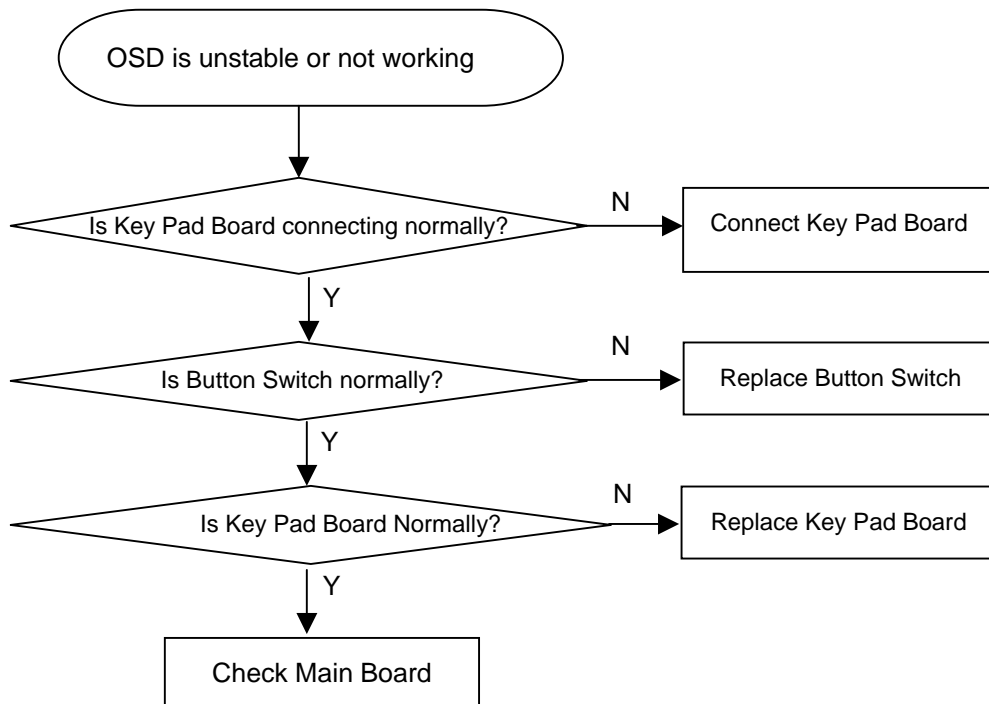 OSD is unstable or not working
Is Key Pad Board connecting normally?
N
Connect Key Pad Board
Y
Is Button Switch normally?
N
Replace Button Switch
Y
Is Key Pad Board Normally?
N
Replace Key Pad Board
Y
Check Main Board